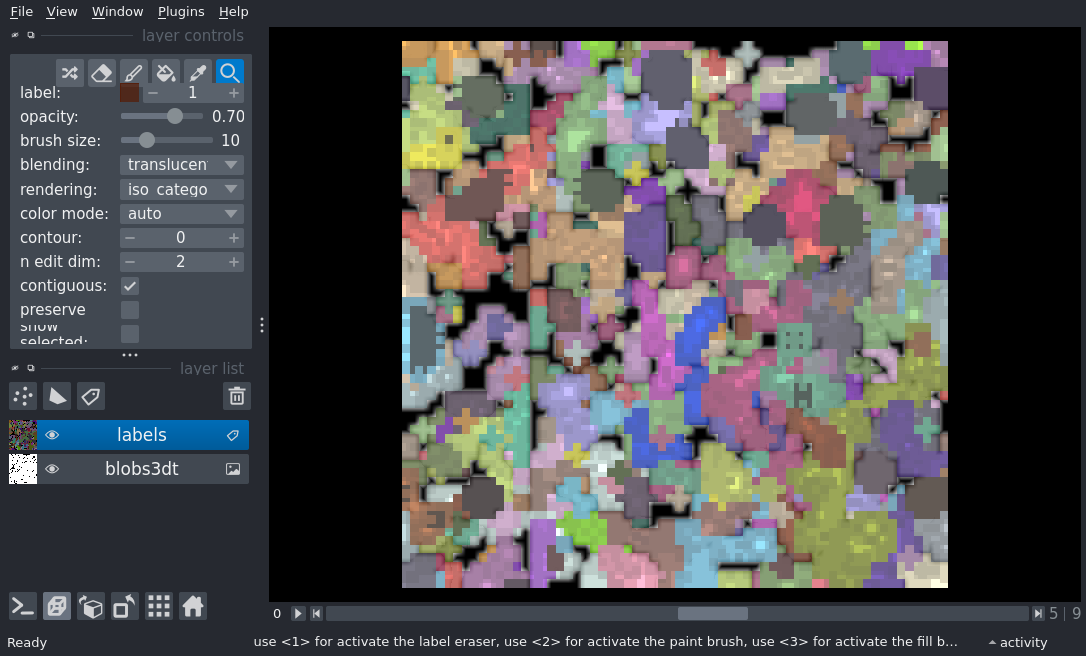 File View Window Plugins Help
layer controls
label: 1
opacity: 0.70
brush size: 10
blending: translucen
rendering: iso_catego
color mode: auto
contour: 0
n edit dim: 2
contiguous:
preserve
show
selected:
layer list
labels
blobs3dt
0 5 | 9
Ready use <1> for activate the label eraser, use <2> for activate the paint brush, use <3> for activate the fill b... activity